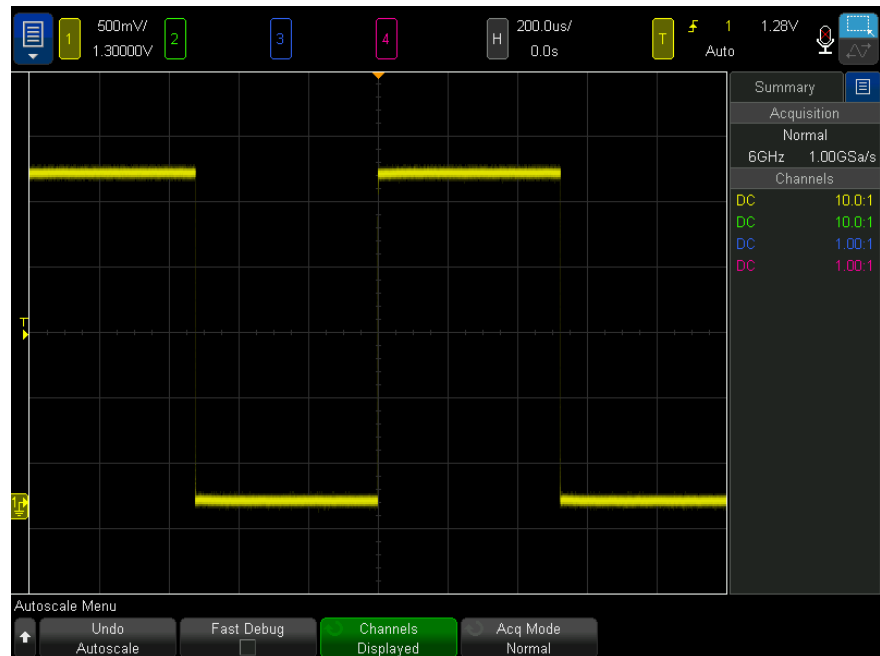 1 500mV/ 2 3 4 H 200.0us/ T 1 1.28V
1.30000V 0.0s Auto
Summary
Acquisition
Normal
6GHz 1.00GSa/s
Channels
DC 10.0:1
DC 10.0:1
DC 1.00:1
DC 1.00:1
T
1
Autoscale Menu
Undo Fast Debug Channels Acq Mode
Autoscale Displayed Normal